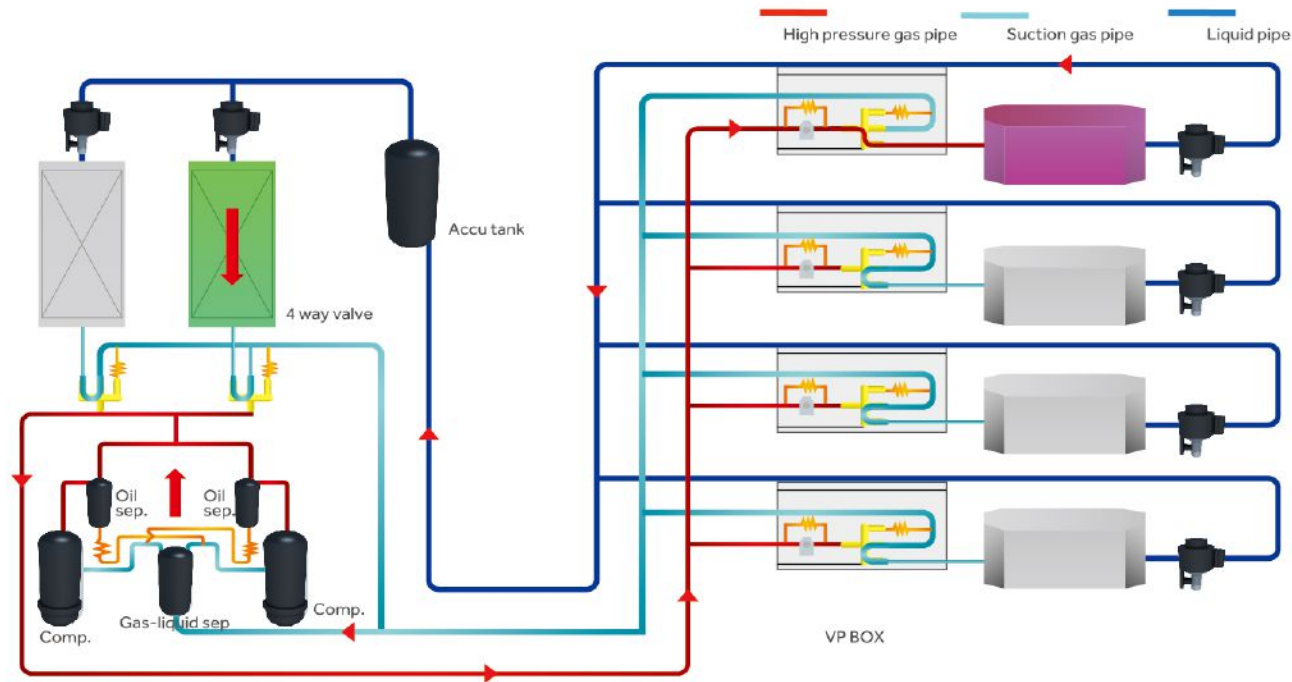 High pressure gas pipe
Suction gas pipe
Liquid pipe
Accu tank
4 way valve
Oil
sep.
Oil
sep.
Comp.
Gas-liquid sep
Comp.
VP BOX